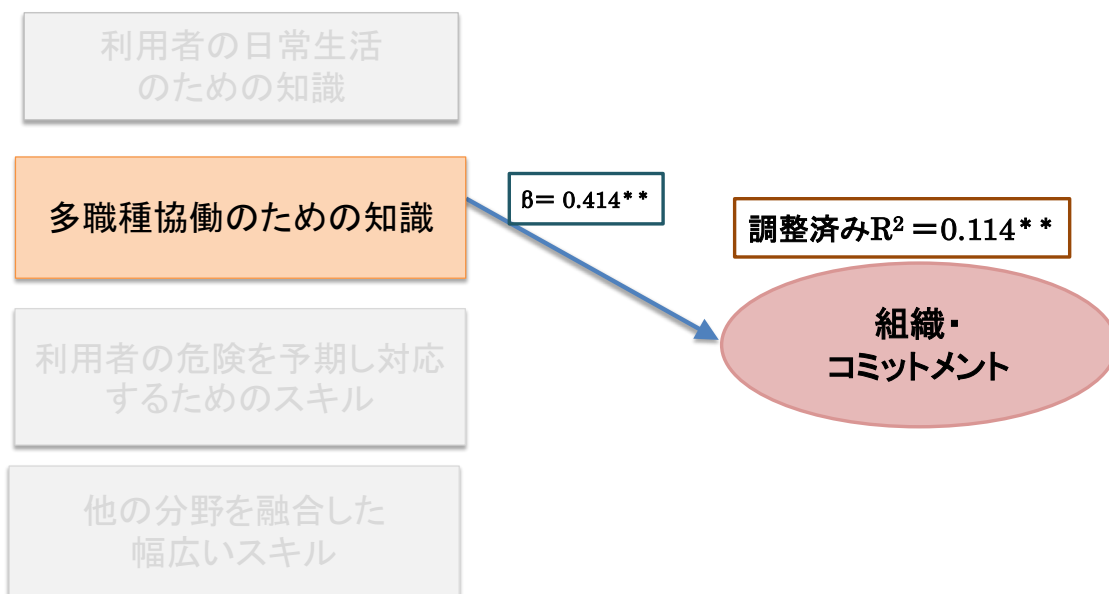 利用者の日常生活
のための知識
多職種協働のための知識
β= 0.414**
調整済みR² =0.114**
組織・
コミットメント
利用者の危険を予期し対応
するためのスキル
他の分野を融合した
幅広いスキル